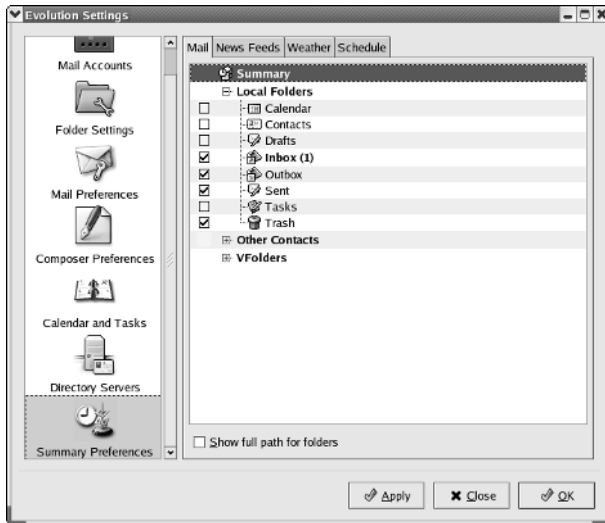 Evolution Settings
Mail Accounts
Folder Settings
Mail Preferences
Composer Preferences
Calendar and Tasks
Directory Servers
Summary Preferences
Mail News Feeds Weather Schedule
Summary
Local Folders
Calendar
Contacts
Drafts
Inbox (1)
Outbox
Sent
Tasks
Trash
Other Contacts
VFolders
Show full path for folders
Apply Close OK